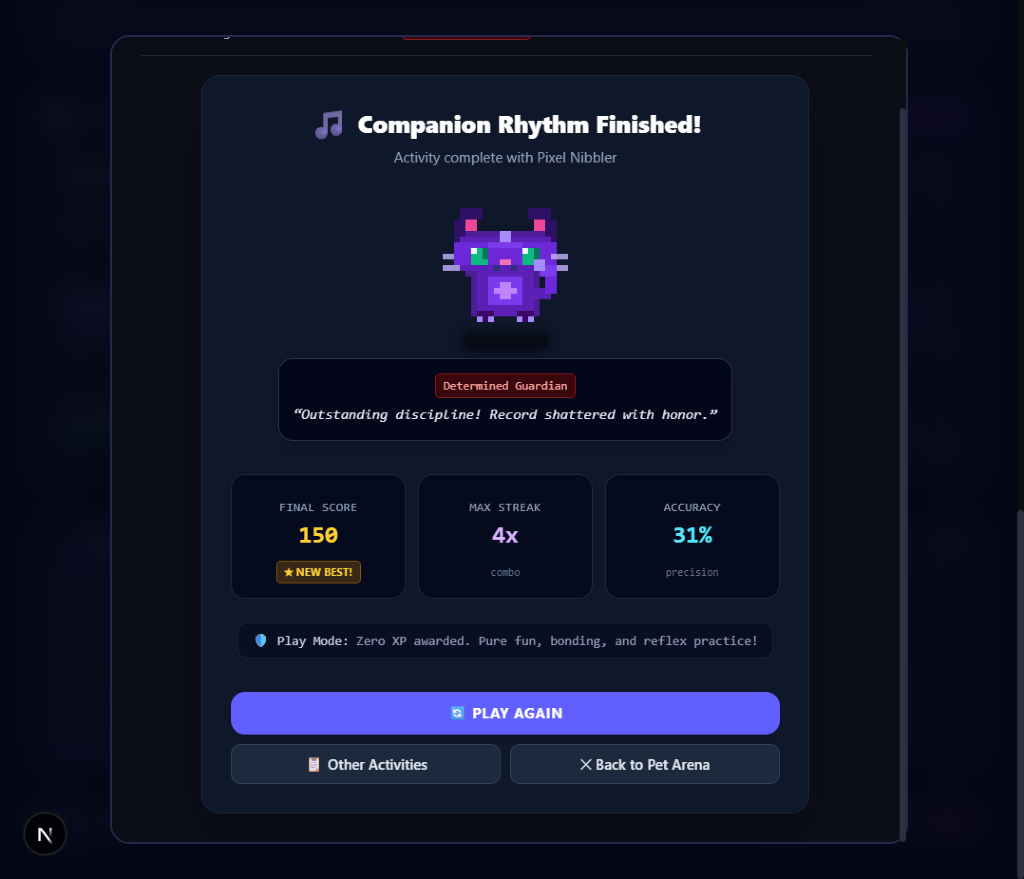 Companion Rhythm Finished!
Activity complete with Pixel Nibbler
Determined Guardian
“Outstanding discipline! Record shattered with honor.”
FINAL SCORE
150
NEW BEST!
MAX STREAK
4x
combo
ACCURACY
31%
precision
Play Mode: Zero XP awarded. Pure fun, bonding, and reflex practice!
PLAY AGAIN
Other Activities
Back to Pet Arena
N